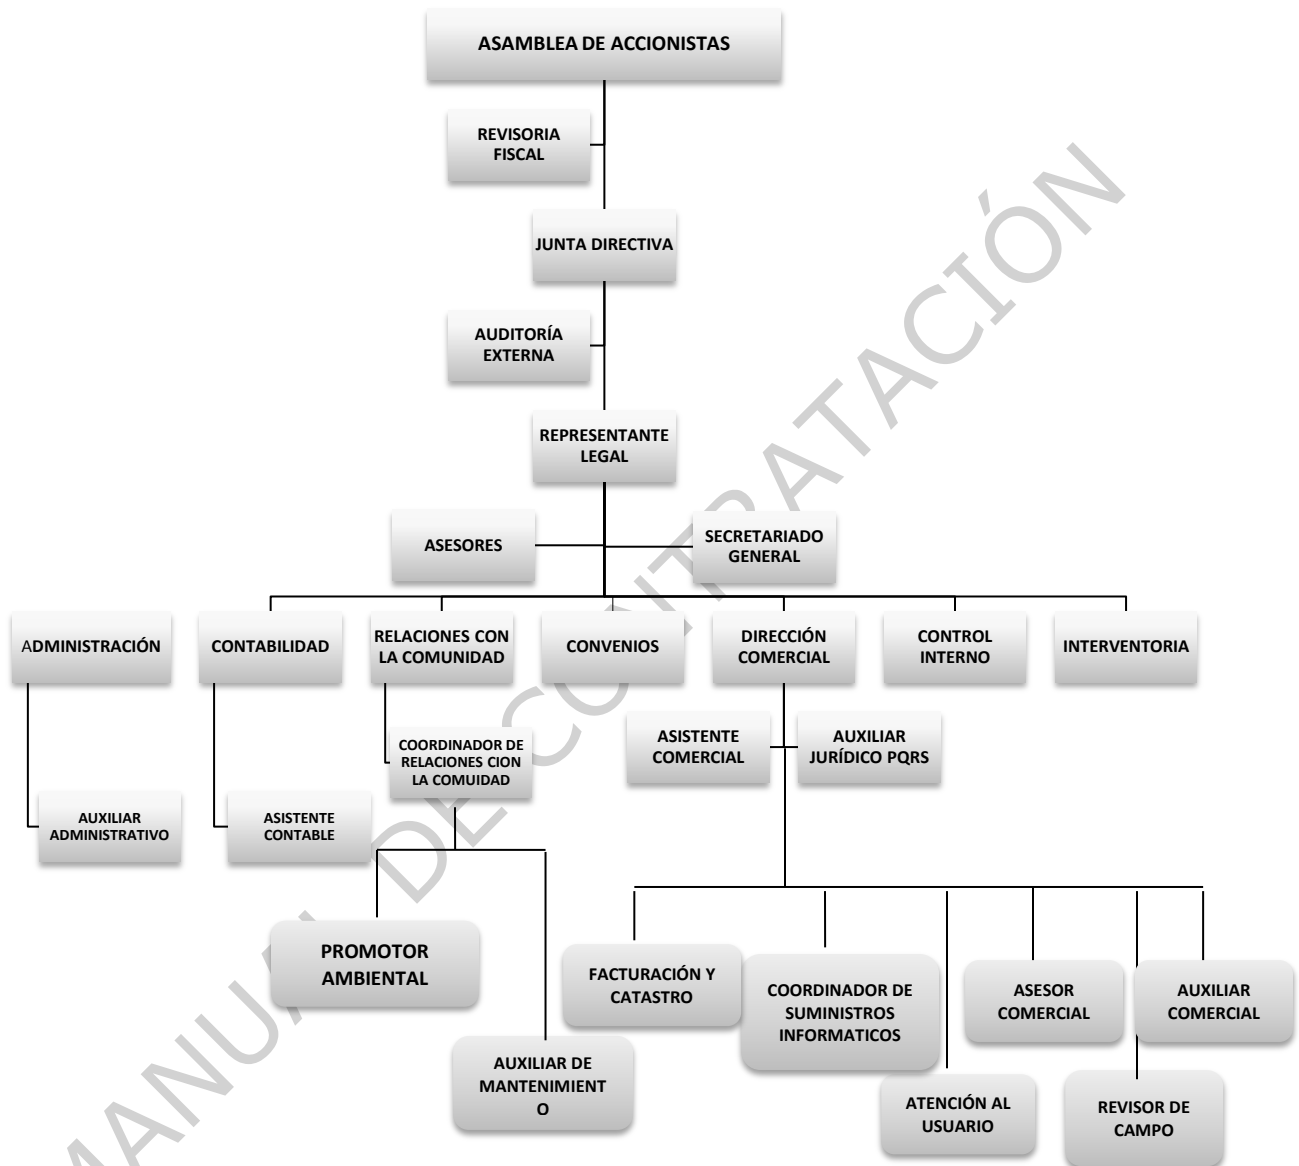 ASAMBLEA DE ACCIONISTAS
REVISORIA
FISCAL
JUNTA DIRECTIVA
AUDITORÍA
EXTERNA
REPRESENTANTE
LEGAL
ASESORES
SECRETARIADO
GENERAL
ADMINISTRACIÓN
CONTABILIDAD
RELACIONES CON
LA COMUNIDAD
CONVENIOS
DIRECCIÓN
COMERCIAL
CONTROL
INTERNO
INTERVENTORIA
COORDINADOR DE
RELACIONES CION
LA COMUIDAD
ASISTENTE
COMERCIAL
AUXILIAR
JURÍDICO PQRS
AUXILIAR
ADMINISTRATIVO
ASISTENTE
CONTABLE
PROMOTOR
AMBIENTAL
FACTURACIÓN Y
CATASTRO
COORDINADOR DE
SUMINISTROS
INFORMATICOS
ASESOR
COMERCIAL
AUXILIAR
COMERCIAL
AUXILIAR DE
MANTENIMIENT
O
ATENCIÓN AL
USUARIO
REVISOR DE
CAMPO
MANUAL DE CONTRATACIÓN